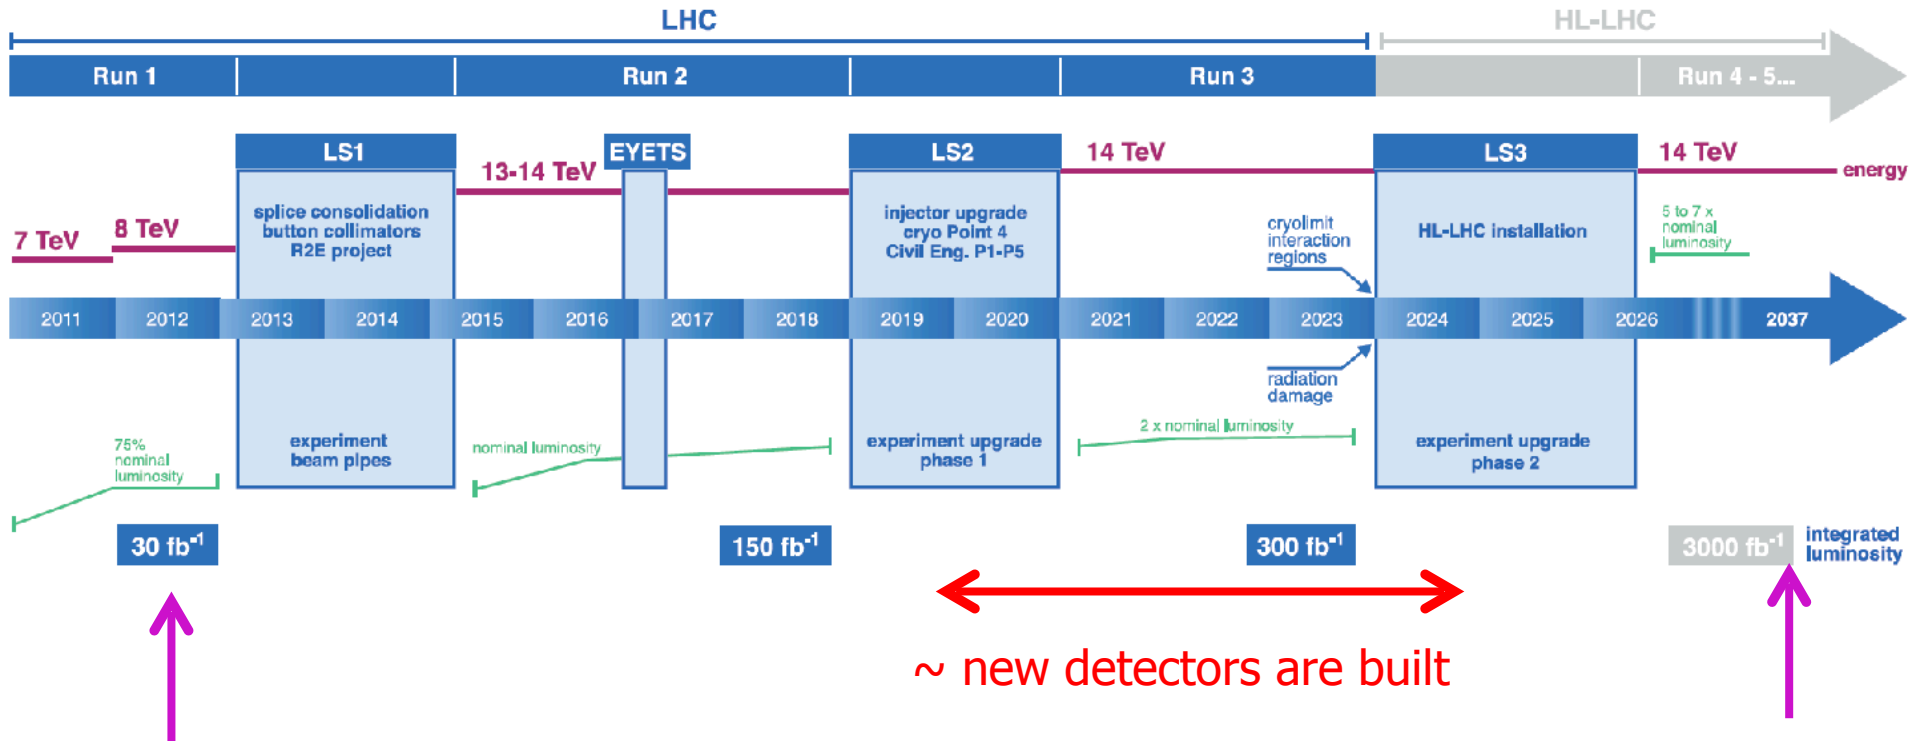 LHC
HL-LHC
Run 1
Run 2
Run 3
Run 4 - 5...
LS1
EYETS
LS2
LS3
13-14 TeV
14 TeV
14 TeV
energy
7 TeV
8 TeV
splice consolidation
button collimators
R2E project
injector upgrade
cryo Point 4
Civil Eng. P1-P5
cryolimit
interaction
regions
HL-LHC installation
5 to 7 x
nominal
luminosity
2011
2012
2013
2014
2015
2016
2017
2018
2019
2020
2021
2022
2023
2024
2025
2026
2037
radiation
damage
75%
nominal
luminosity
experiment
beam pipes
nominal luminosity
experiment upgrade
phase 1
2 x nominal luminosity
experiment upgrade
phase 2
30 fb⁻¹
150 fb⁻¹
300 fb⁻¹
3000 fb⁻¹
integrated
luminosity
~ new detectors are built